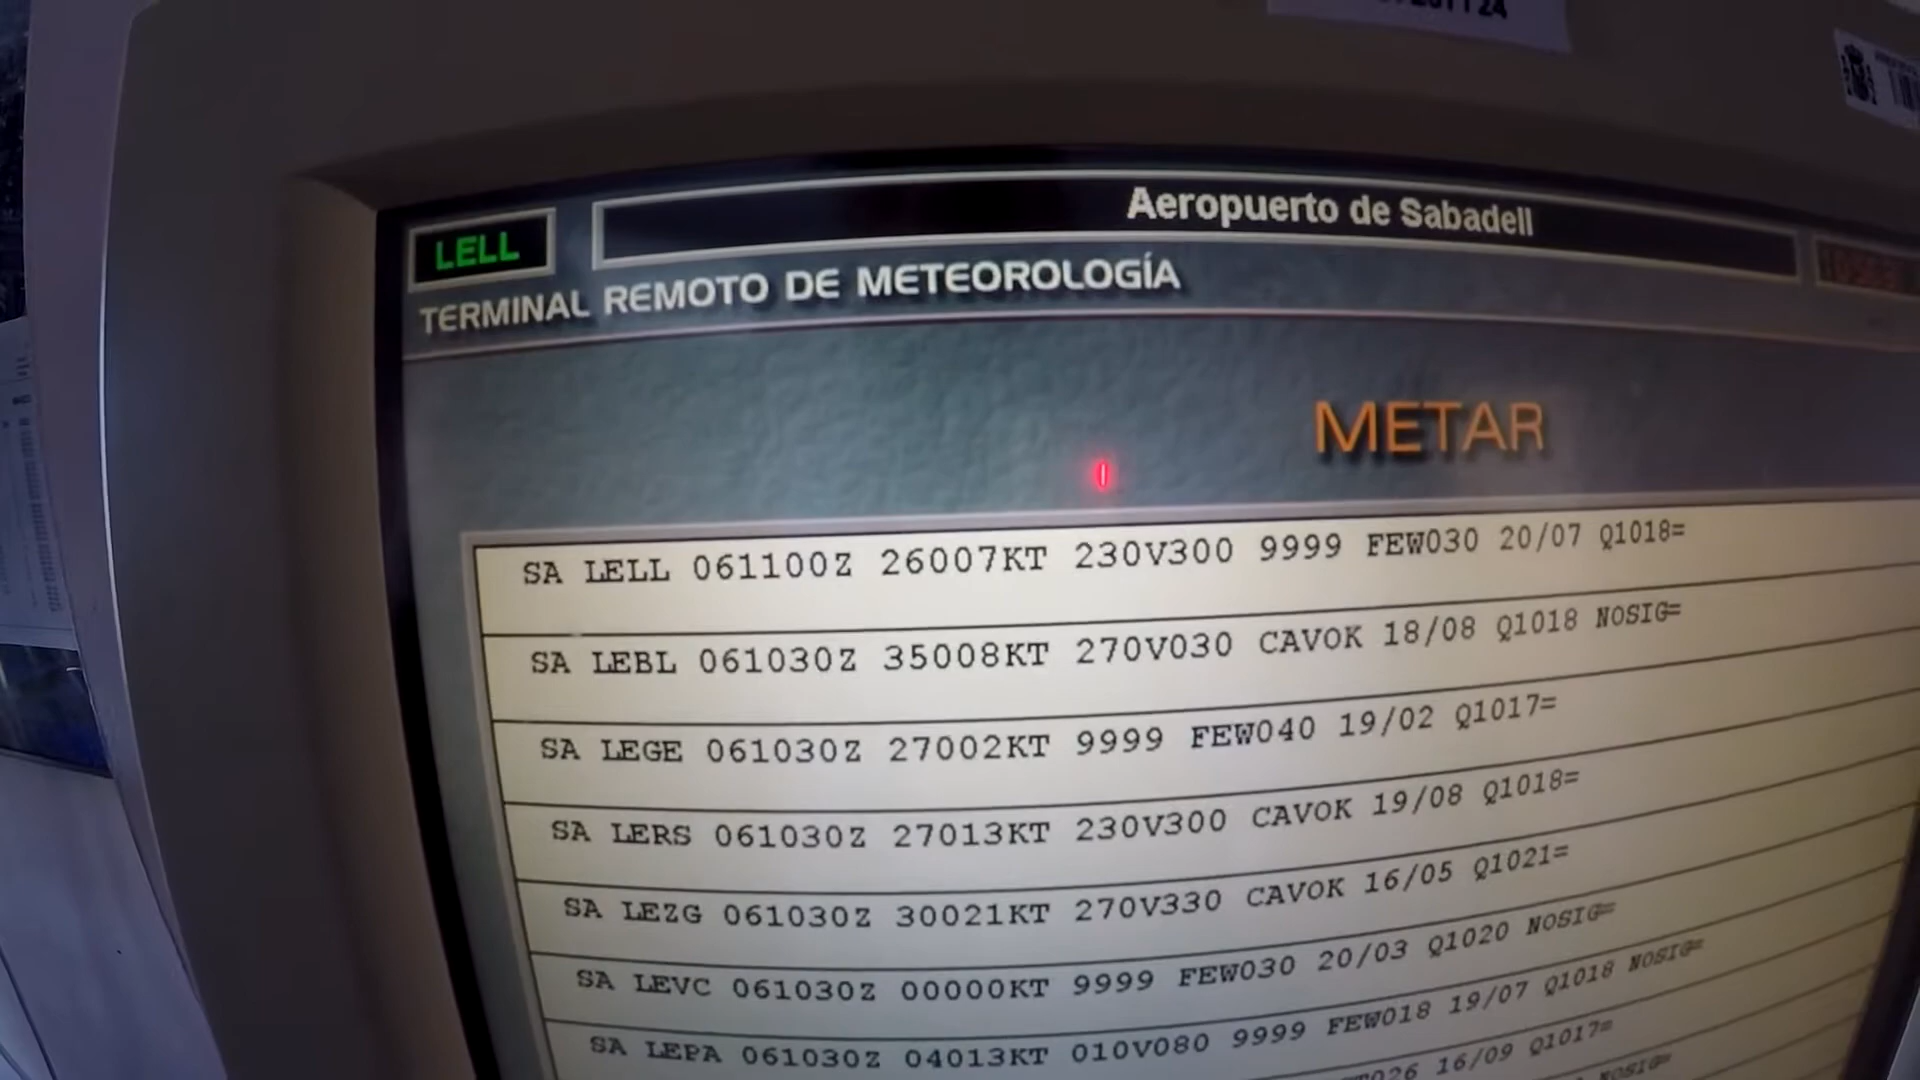 LELL
Aeropuerto de Sabadell
TERMINAL REMOTO DE METEOROLOGÍA
METAR
SA LELL 061100Z 26007KT 230V300 9999 FEW030 20/07 Q1018=
SA LEBL 061030Z 35008KT 270V030 CAVOK 18/08 Q1018 NOSIG=
SA LEGE 061030Z 27002KT 9999 FEW040 19/02 Q1017=
SA LERS 061030Z 27013KT 230V300 CAVOK 19/08 Q1018=
SA LEZG 061030Z 30021KT 270V330 CAVOK 16/05 Q1021=
SA LEVC 061030Z 00000KT 9999 FEW030 20/03 Q1020 NOSIG=
SA LEPA 061030Z 04013KT 010V080 9999 FEW018 19/07 Q1018 NOSIG=
16/09 Q1017=
NOSIG=